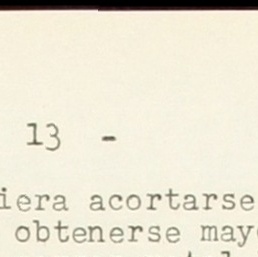 13 -
iera acortarse
obtenerse may